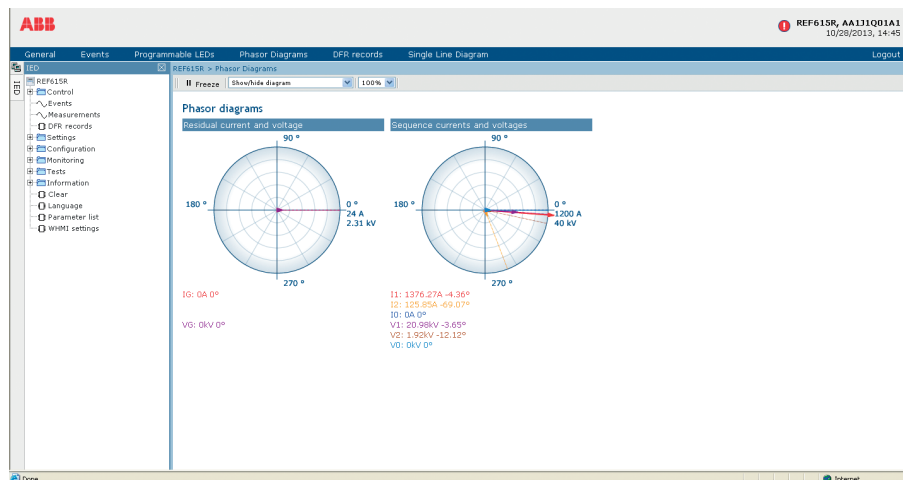 ABB
REF615R, AA1J1Q01A1
10/28/2013, 14:45
General Events Programmable LEDs Phasor Diagrams DFR records Single Line Diagram Logout
IED
REF615R > Phasor Diagrams
IED
REF615R
Control
Events
Measurements
DFR records
Settings
Configuration
Monitoring
Tests
Information
Clear
Language
Parameter list
WHMI settings
Freeze Show/hide diagram 100%
Phasor diagrams
Residual current and voltage
90 °
180 °
0 °
24 A
2.31 kV
270 °
IG: 0A 0°
VG: 0kV 0°
Sequence currents and voltages
90 °
180 °
0 °
1200 A
40 kV
270 °
I1: 1376.27A -4.36°
I2: 125.85A -69.07°
I0: 0A 0°
V1: 20.98kV -3.65°
V2: 1.92kV -12.12°
V0: 0kV 0°
Done
Internet